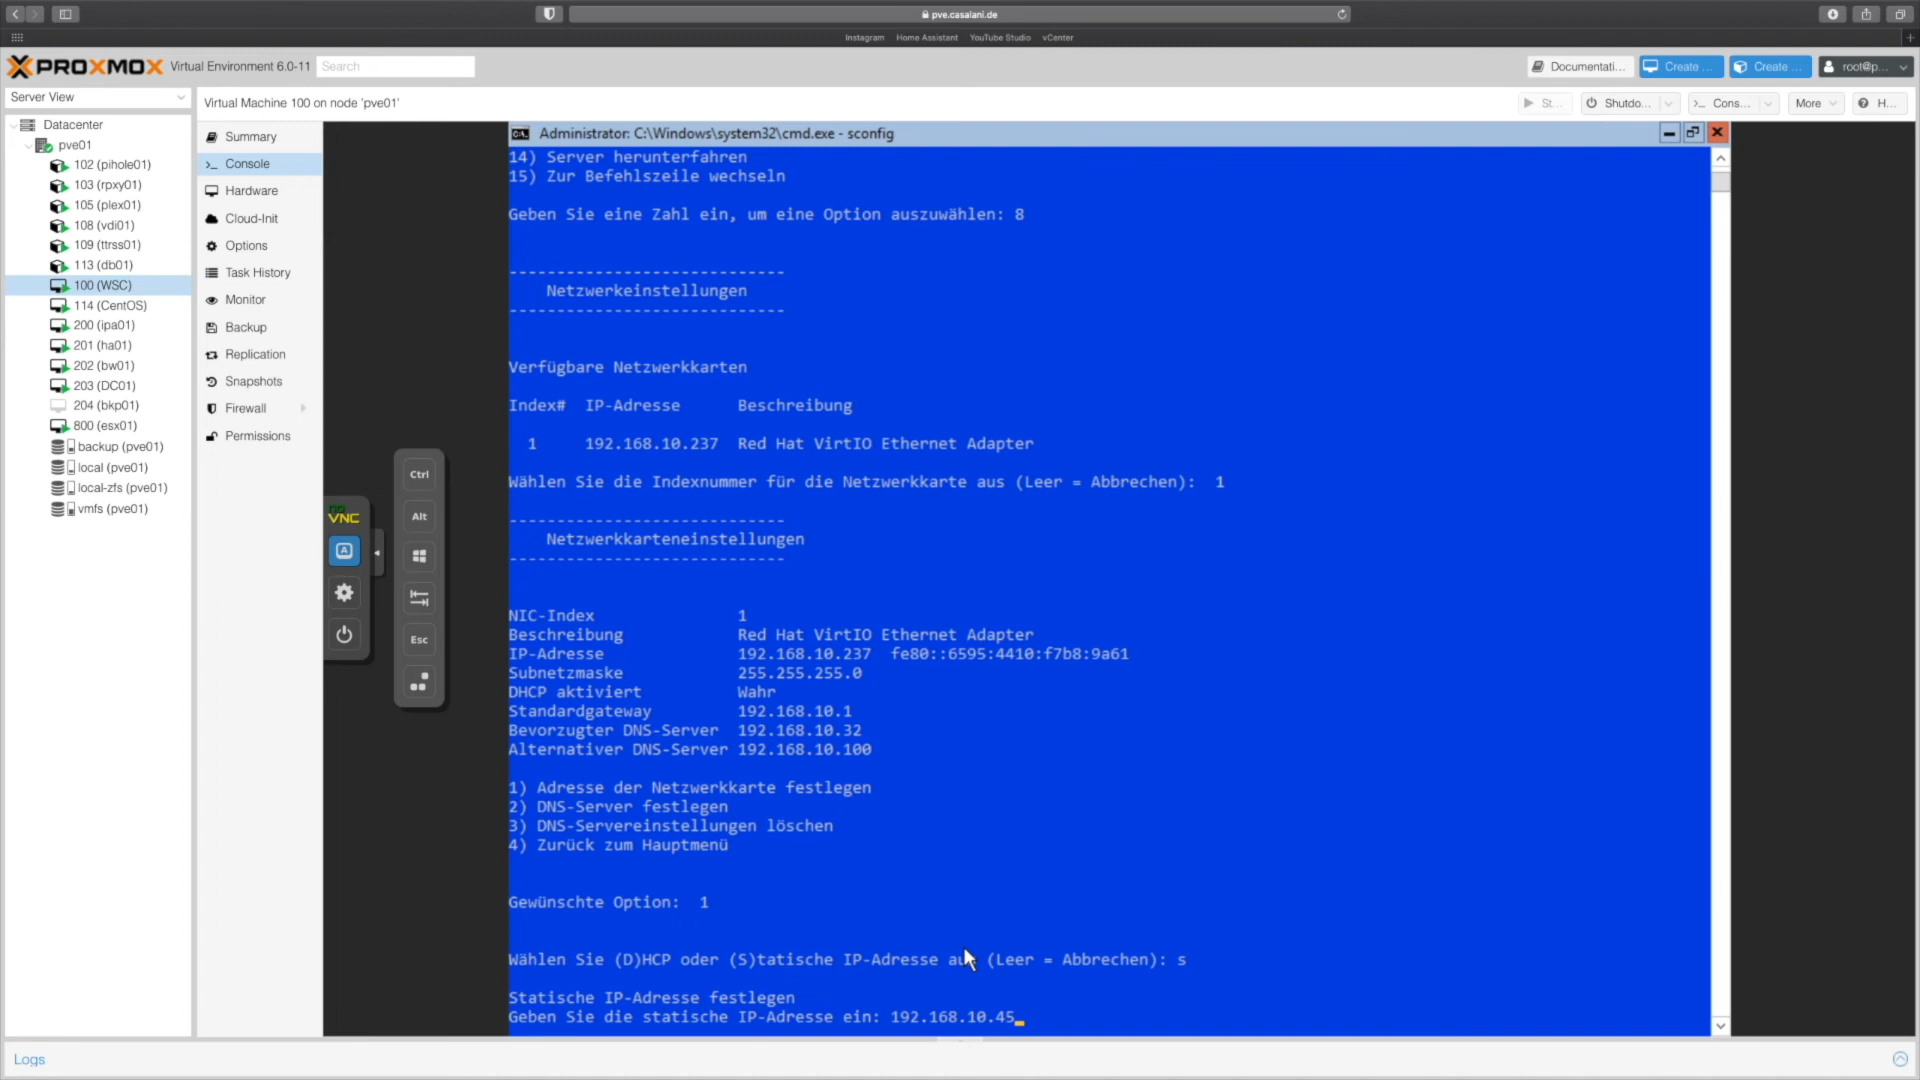 pve.casalani.de
Instagram Home Assistant YouTube Studio vCenter
PROXMOX Virtual Environment 6.0-11 Search
Documentati... Create ... Create ... root@p...
Server View
Virtual Machine 100 on node 'pve01'
St... Shutdo... Cons... More H...
Datacenter
pve01
102 (pihole01)
103 (rpxy01)
105 (plex01)
108 (vdi01)
109 (ttrss01)
113 (db01)
100 (WSC)
114 (CentOS)
200 (ipa01)
201 (ha01)
202 (bw01)
203 (DC01)
204 (bkp01)
800 (esx01)
backup (pve01)
local (pve01)
local-zfs (pve01)
vmfs (pve01)
Summary
Console
Hardware
Cloud-Init
Options
Task History
Monitor
Backup
Replication
Snapshots
Firewall
Permissions
no
VNC
A
Ctrl
Alt
Esc
Administrator: C:\Windows\system32\cmd.exe - sconfig
14) Server herunterfahren
15) Zur Befehlszeile wechseln
Geben Sie eine Zahl ein, um eine Option auszuwählen: 8
-----------------------------
Netzwerkeinstellungen
-----------------------------
Verfügbare Netzwerkkarten
Index# IP-Adresse Beschreibung
1 192.168.10.237 Red Hat VirtIO Ethernet Adapter
Wählen Sie die Indexnummer für die Netzwerkkarte aus (Leer = Abbrechen): 1
-----------------------------
Netzwerkkarteneinstellungen
-----------------------------
NIC-Index 1
Beschreibung Red Hat VirtIO Ethernet Adapter
IP-Adresse 192.168.10.237 fe80::6595:4410:f7b8:9a61
Subnetzmaske 255.255.255.0
DHCP aktiviert Wahr
Standardgateway 192.168.10.1
Bevorzugter DNS-Server 192.168.10.32
Alternativer DNS-Server 192.168.10.100
1) Adresse der Netzwerkkarte festlegen
2) DNS-Server festlegen
3) DNS-Servereinstellungen löschen
4) Zurück zum Hauptmenü
Gewünschte Option: 1
Wählen Sie (D)HCP oder (S)tatische IP-Adresse aus (Leer = Abbrechen): s
Statische IP-Adresse festlegen
Geben Sie die statische IP-Adresse ein: 192.168.10.45_
Logs